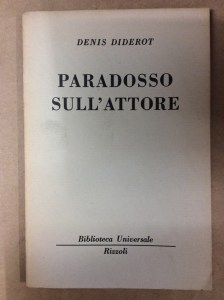 DENIS DIDEROT
PARADOSSO
SULL'ATTORE
Biblioteca Universale
Rizzoli